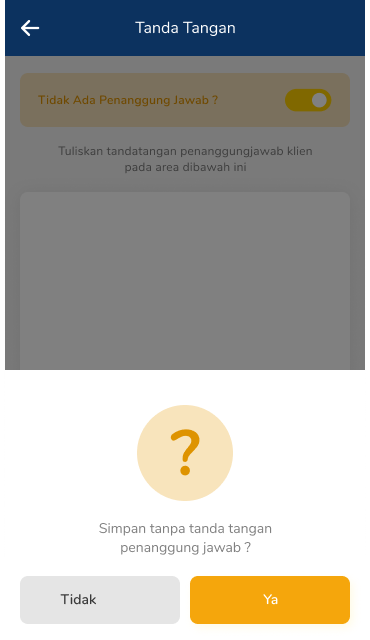 Tanda Tangan
Tidak Ada Penanggung Jawab ?
Tuliskan tandatangan penanggungjawab klien
pada area dibawah ini
?
Simpan tanpa tanda tangan
penanggung jawab ?
Tidak
Ya